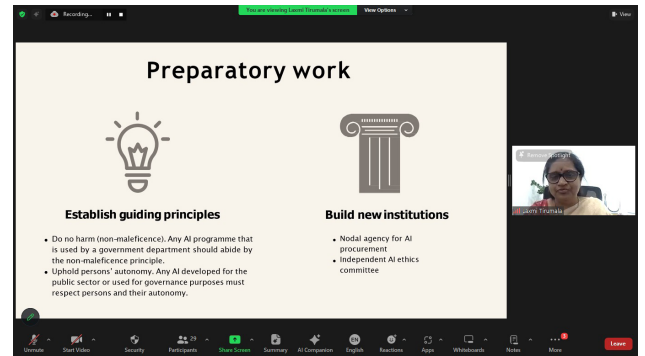 Recording...
You are viewing Laxmi Tirumala's screen
View Options
View
Preparatory work
Establish guiding principles
• Do no harm (non-maleficence). Any AI programme that
is used by a government department should abide by
the non-maleficence principle.
• Uphold persons' autonomy. Any AI developed for the
public sector or used for governance purposes must
respect persons and their autonomy.
Build new institutions
• Nodal agency for AI
procurement
• Independent AI ethics
committee
Remove Spotlight
Laxmi Tirumala
Unmute
Start Video
Security
29
Participants
Share Screen
Summary
AI Companion
EN
English
Reactions
Apps
Whiteboards
Notes
More
Leave